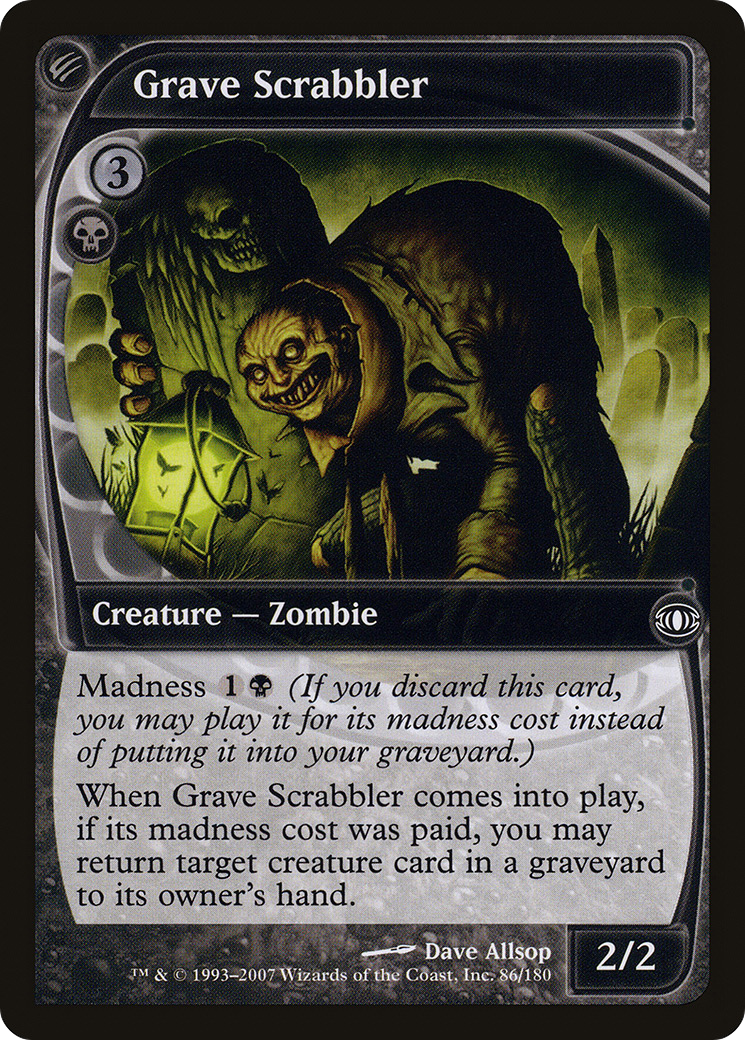 Grave Scrabbler
3
Creature — Zombie
Madness 1 (If you discard this card,
you may play it for its madness cost instead
of putting it into your graveyard.)
When Grave Scrabbler comes into play,
if its madness cost was paid, you may
return target creature card in a graveyard
to its owner's hand.
Dave Allsop
™ & © 1993–2007 Wizards of the Coast, Inc. 86/180
2/2